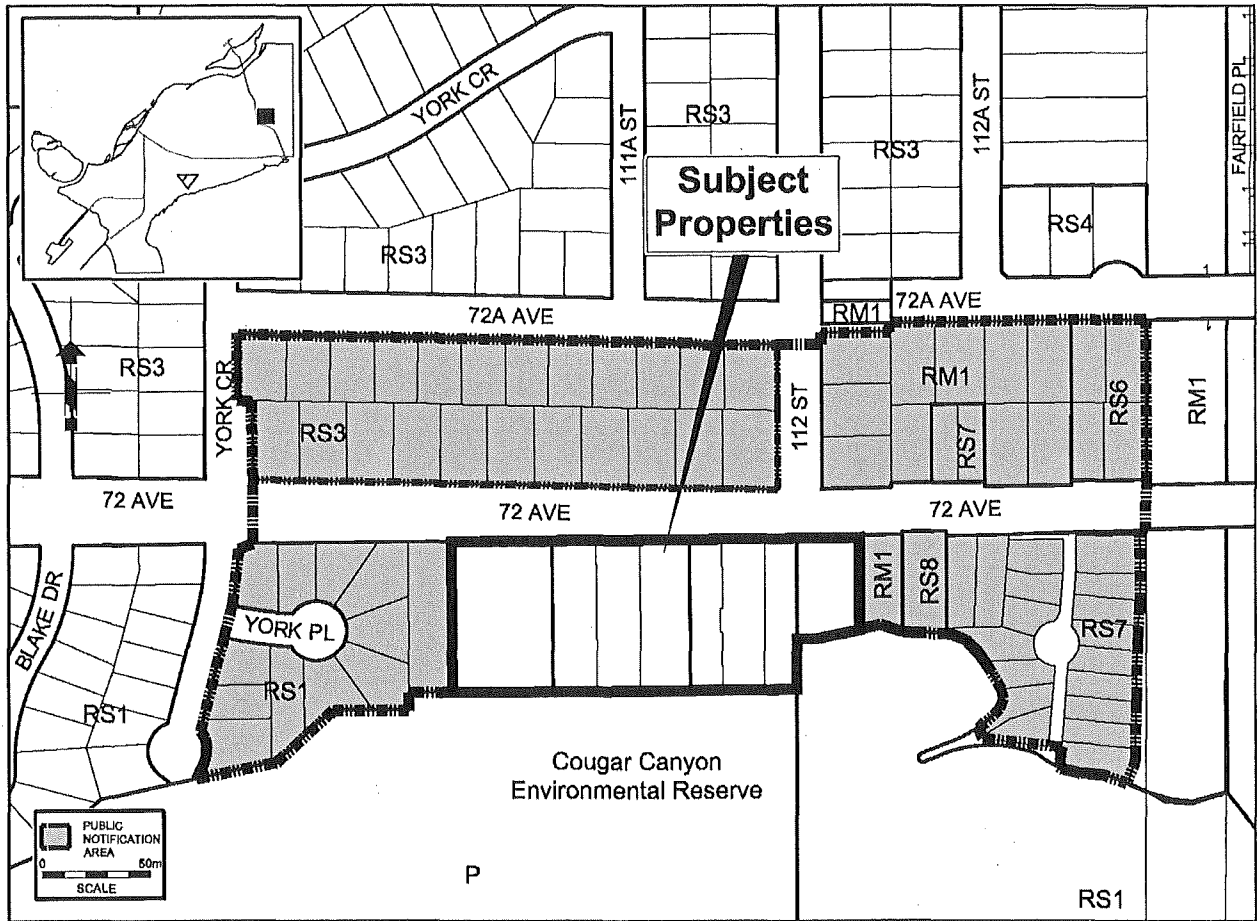 YORK CR
111A ST
RS3
RS3
112A ST
FAIRFIELD PL
Subject
Properties
RS4
RS3
72A AVE
RM1
72A AVE
RS3
YORK CR
RS3
112 ST
RM1
RS7
RS6
RM1
72 AVE
72 AVE
72 AVE
BLAKE DR
YORK PL
RS1
RS1
RM1
RS8
RS7
Cougar Canyon
Environmental Reserve
PUBLIC
NOTIFICATION
AREA
0 50m
SCALE
P
RS1